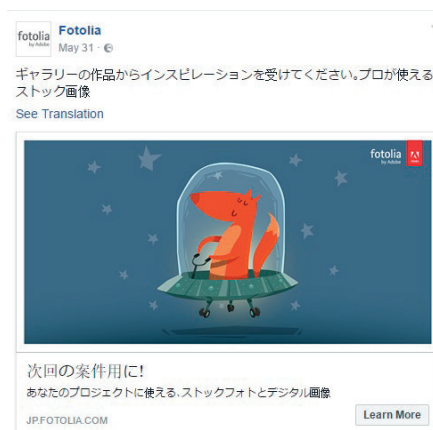 fotolia
by Adobe
Fotolia
May 31
ギャラリーの作品からインスピレーションを受けてください。プロが使える
ストック画像
See Translation
fotolia
by Adobe
次回の案件用に!
あなたのプロジェクトに使える、ストックフォトとデジタル画像
JP.FOTOLIA.COM
Learn More